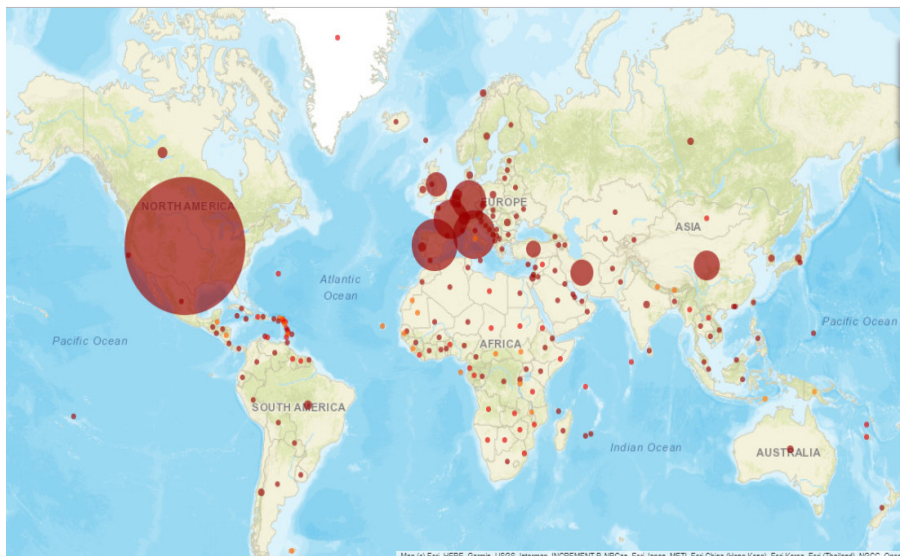 NORTH AMERICA
EUROPE
ASIA
Atlantic
Ocean
Pacific Ocean
Pacific Ocean
AFRICA
SOUTH AMERICA
Indian Ocean
AUSTRALIA